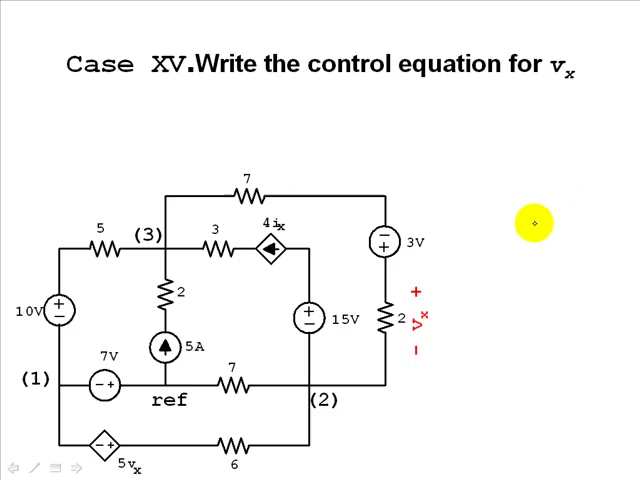 Case XV.Write the control equation for vx
7
5
(3)
3
4ix
- +
3V
2
+
10V
+ -
+ -
15V
2
+ vx -
7V
5A
(1)
- +
7
ref
(2)
- +
5vx
6